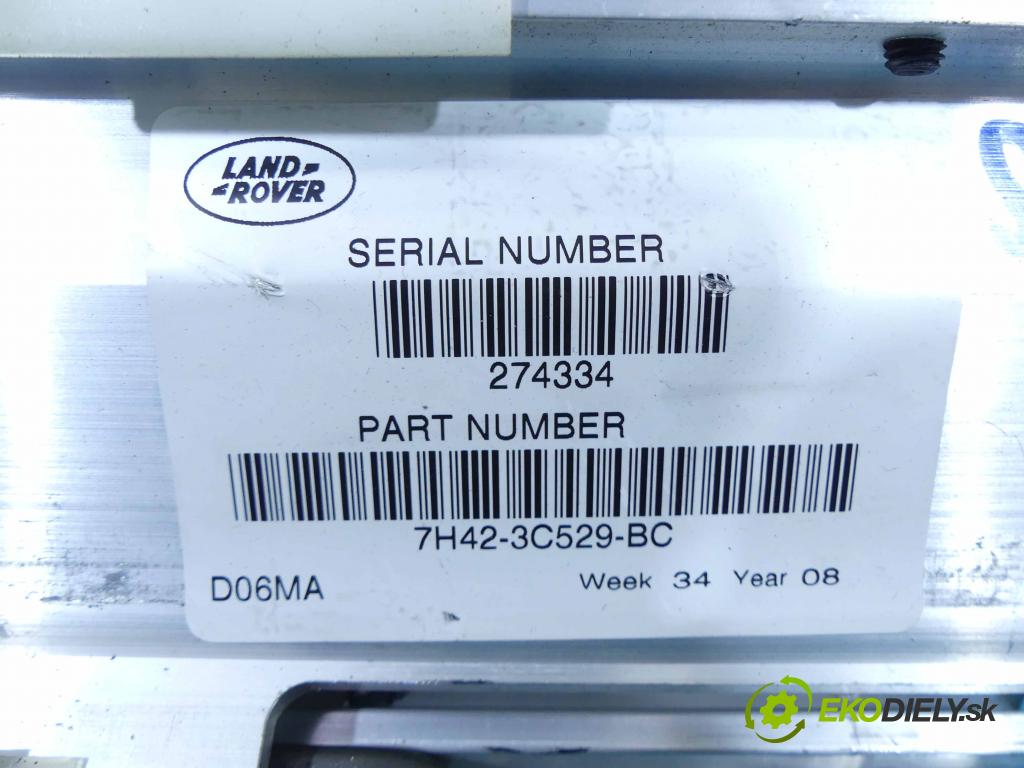 LAND
ROVER
SERIAL NUMBER
274334
PART NUMBER
7H42-3C529-BC
D06MA
Week 34 Year 08
EKODIELY.sk